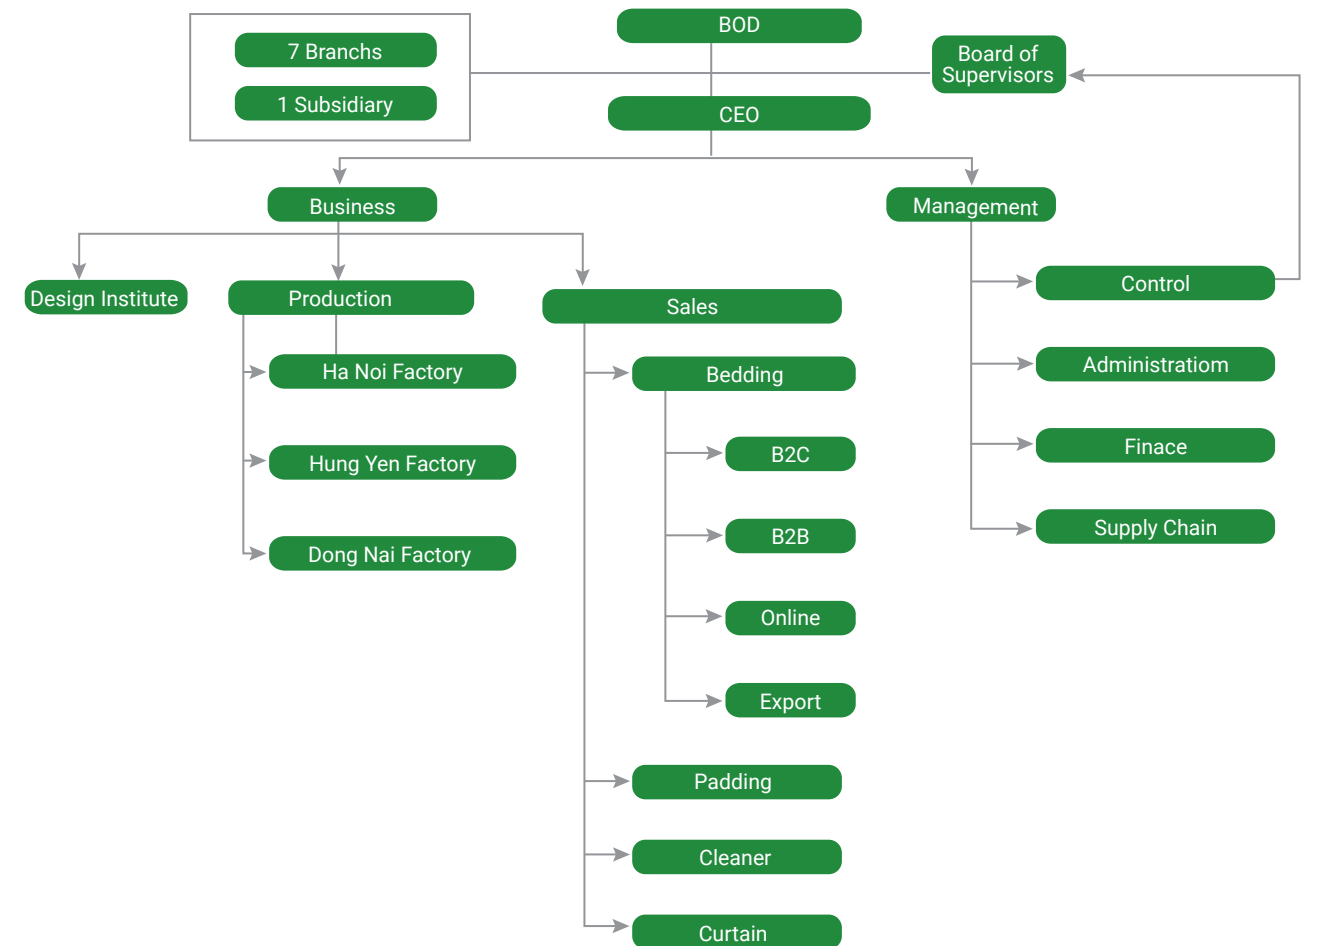 BOD
7 Branchs
1 Subsidiary
Board of
Supervisors
CEO
Business
Management
Design Institute
Production
Sales
Control
Ha Noi Factory
Bedding
Administratiom
Hung Yen Factory
B2C
Finace
Dong Nai Factory
B2B
Supply Chain
Online
Export
Padding
Cleaner
Curtain